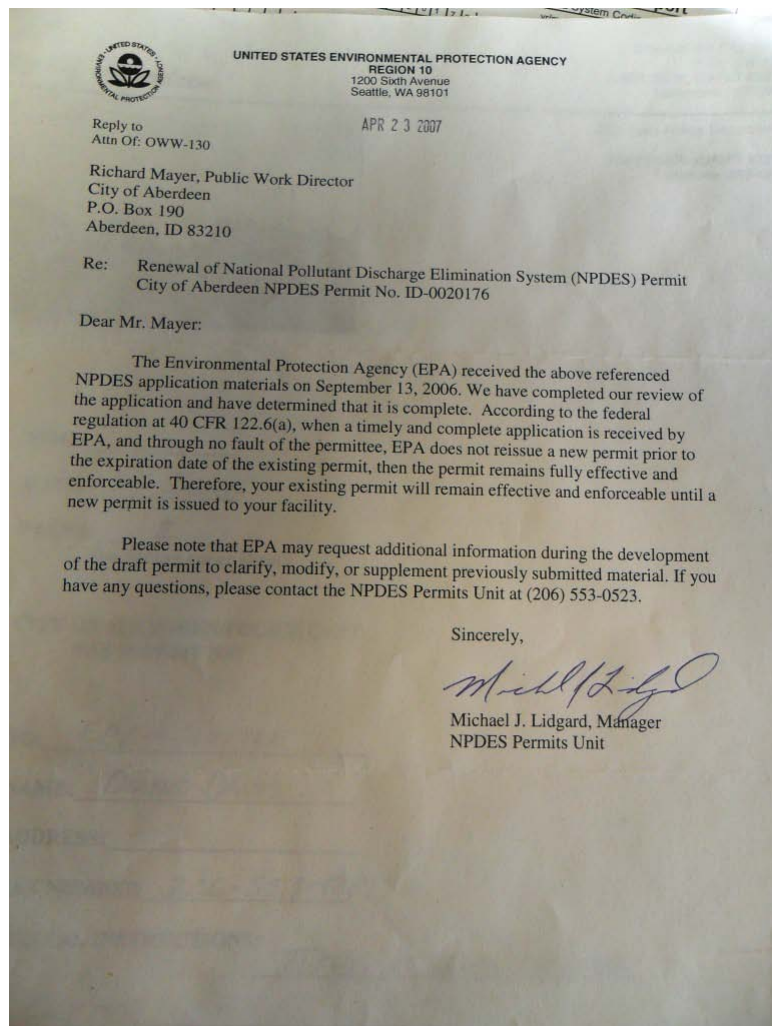 UNITED STATES ENVIRONMENTAL PROTECTION AGENCY
REGION 10
1200 Sixth Avenue
Seattle, WA 98101
Reply to
Attn Of: OWW-130
APR 23 2007
Richard Mayer, Public Work Director
City of Aberdeen
P.O. Box 190
Aberdeen, ID 83210
Re: Renewal of National Pollutant Discharge Elimination System (NPDES) Permit
City of Aberdeen NPDES Permit No. ID-0020176
Dear Mr. Mayer:
The Environmental Protection Agency (EPA) received the above referenced
NPDES application materials on September 13, 2006. We have completed our review of
the application and have determined that it is complete. According to the federal
regulation at 40 CFR 122.6(a), when a timely and complete application is received by
EPA, and through no fault of the permittee, EPA does not reissue a new permit prior to
the expiration date of the existing permit, then the permit remains fully effective and
enforceable. Therefore, your existing permit will remain effective and enforceable until a
new permit is issued to your facility.
Please note that EPA may request additional information during the development
of the draft permit to clarify, modify, or supplement previously submitted material. If you
have any questions, please contact the NPDES Permits Unit at (206) 553-0523.
Sincerely,
Michael J. Lidgard, Manager
NPDES Permits Unit